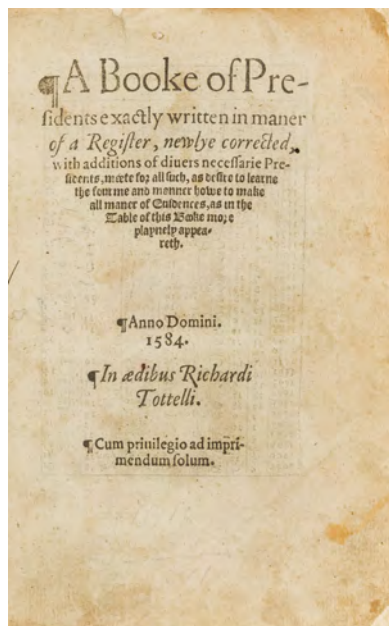 ¶A Booke of Pre-
ſidents exactly written in maner
of a Regiſter, newlye corrected,
with additions of diuers neceſſarie Pre-
ſidents, meete for all ſuch, as deſire to learne
the fourme and manner howe to make
all maner of Euidences, as in the
Table of this Booke more
playnely appea-
reth.
¶Anno Domini.
1584.
¶In ædibus Richardi
Tottelli.
¶Cum priuilegio ad impri-
mendum ſolum.